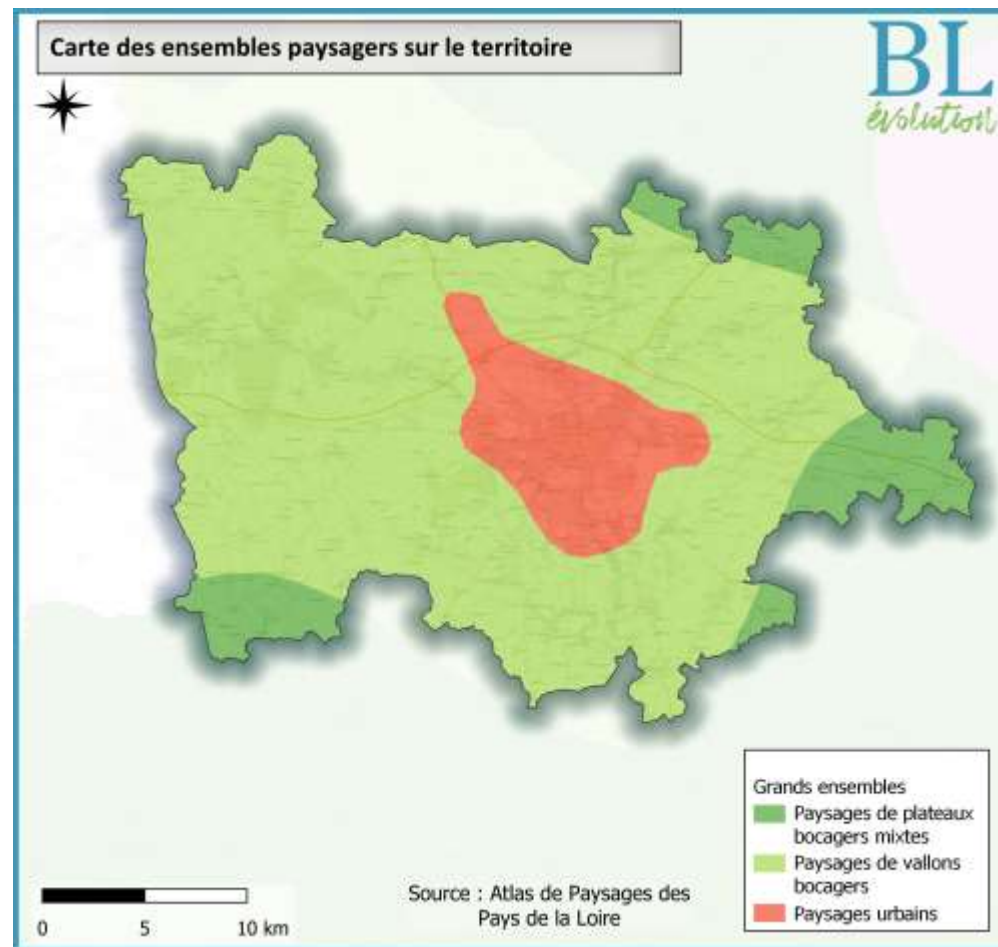 Carte des ensembles paysagers sur le territoire
BL
évolution
Grands ensembles
Paysages de plateaux
bocagers mixtes
Paysages de vallons
bocagers
Paysages urbains
Source : Atlas de Paysages des
Pays de la Loire
0 5 10 km